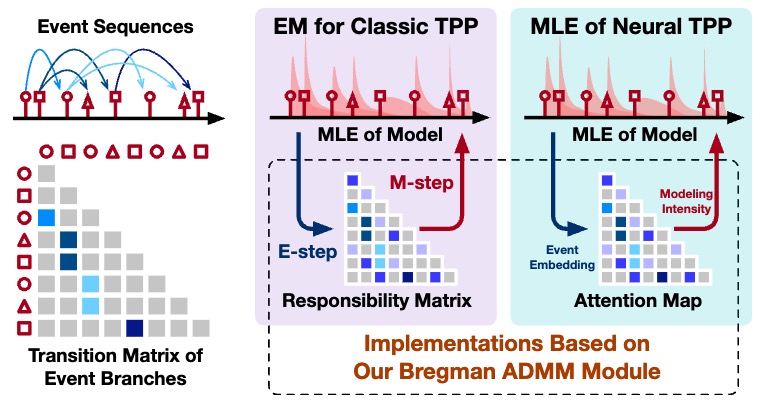 Event Sequences
Transition Matrix of
Event Branches
EM for Classic TPP
MLE of Model
E-step
M-step
Responsibility Matrix
MLE of Neural TPP
MLE of Model
Event
Embedding
Modeling
Intensity
Attention Map
Implementations Based on
Our Bregman ADMM Module